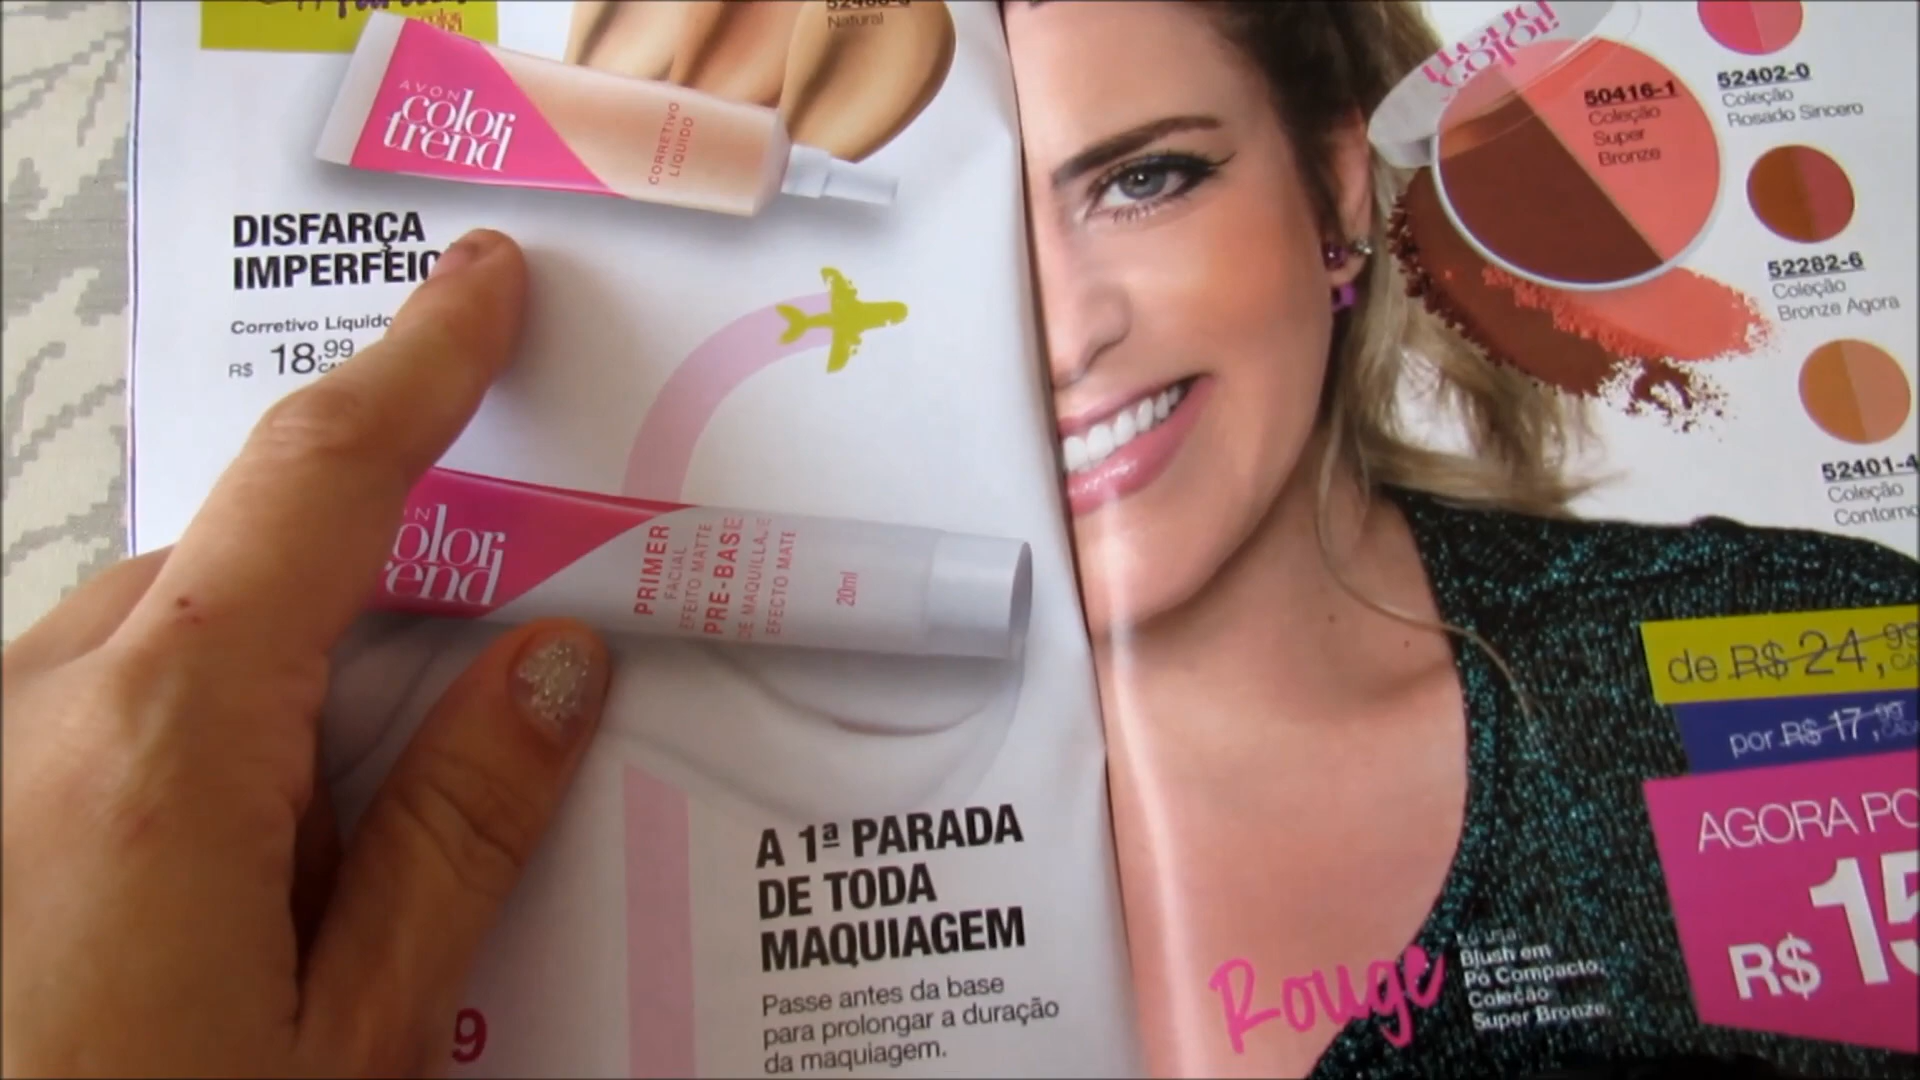 Natural
AVON
color
trend
CORRETIVO
LÍQUIDO
DISFARÇA
Corretivo Líquido
R$ 18,99
PRIMER
FACIAL
EFEITO MATTE
PRE-BASE
DE MAQUILLAJE
EFECTO MATE
20ml
A 1ª PARADA
DE TODA
MAQUIAGEM
Passe antes da base
para prolongar a duração
da maquiagem.
9
50416-1
Coleção
Super
Bronze
52402-0
Coleção
Rosado Sincero
52282-6
Coleção
Bronze Agora
52401-4
Coleção
Contorno
de R$ 24,99
por R$ 17,99
AGORA PO
R$ 15
Rouge
Blush em
Pó Compacto.
Coleção
Super Bronze.